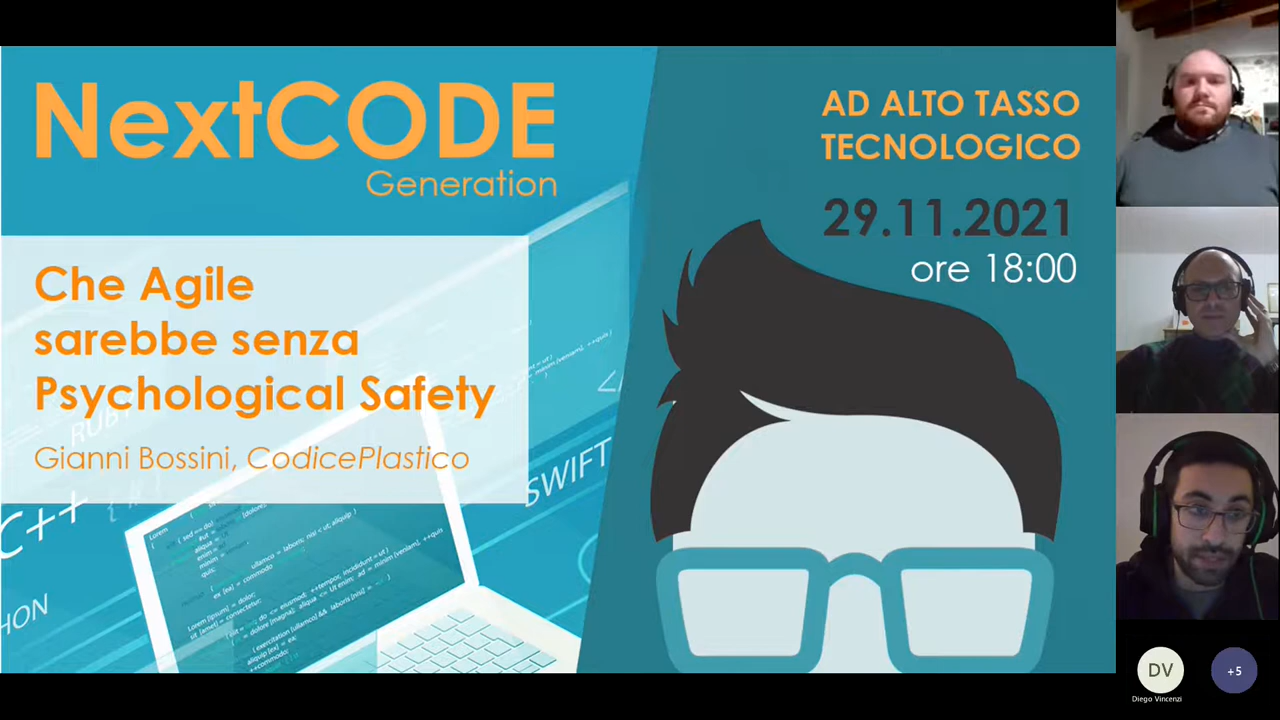 NextCODE
Generation
AD ALTO TASSO
TECNOLOGICO
29.11.2021
ore 18:00
Che Agile
sarebbe senza
Psychological Safety
Gianni Bossini, CodicePlastico
C++
SWIFT
RUBY
DV
+5
Diego Vincenzi